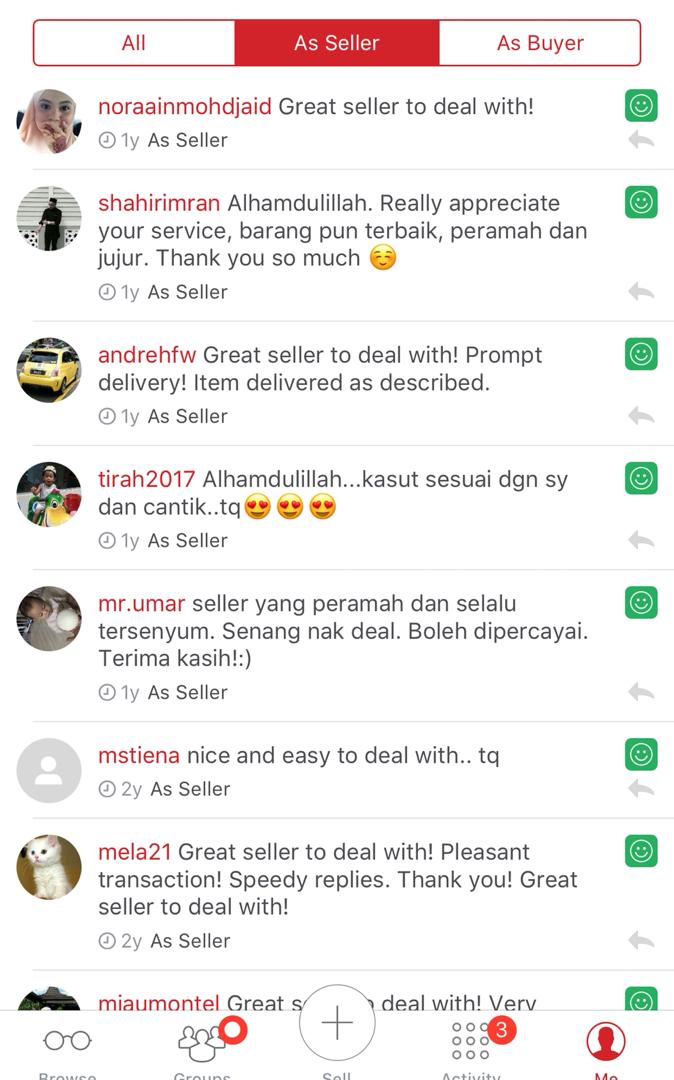 All As Seller As Buyer
noraainmohdjaid Great seller to deal with!
1y As Seller
shahirimran Alhamdulillah. Really appreciate
your service, barang pun terbaik, peramah dan
jujur. Thank you so much ☺️
1y As Seller
andrehfw Great seller to deal with! Prompt
delivery! Item delivered as described.
1y As Seller
tirah2017 Alhamdulillah...kasut sesuai dgn sy
dan cantik..tq😍😍😍
1y As Seller
mr.umar seller yang peramah dan selalu
tersenyum. Senang nak deal. Boleh dipercayai.
Terima kasih!:)
1y As Seller
mstiena nice and easy to deal with.. tq
2y As Seller
mela21 Great seller to deal with! Pleasant
transaction! Speedy replies. Thank you! Great
seller to deal with!
2y As Seller
miaumontel Great deal with! Very
3
Browse Groups Sell Activity Me